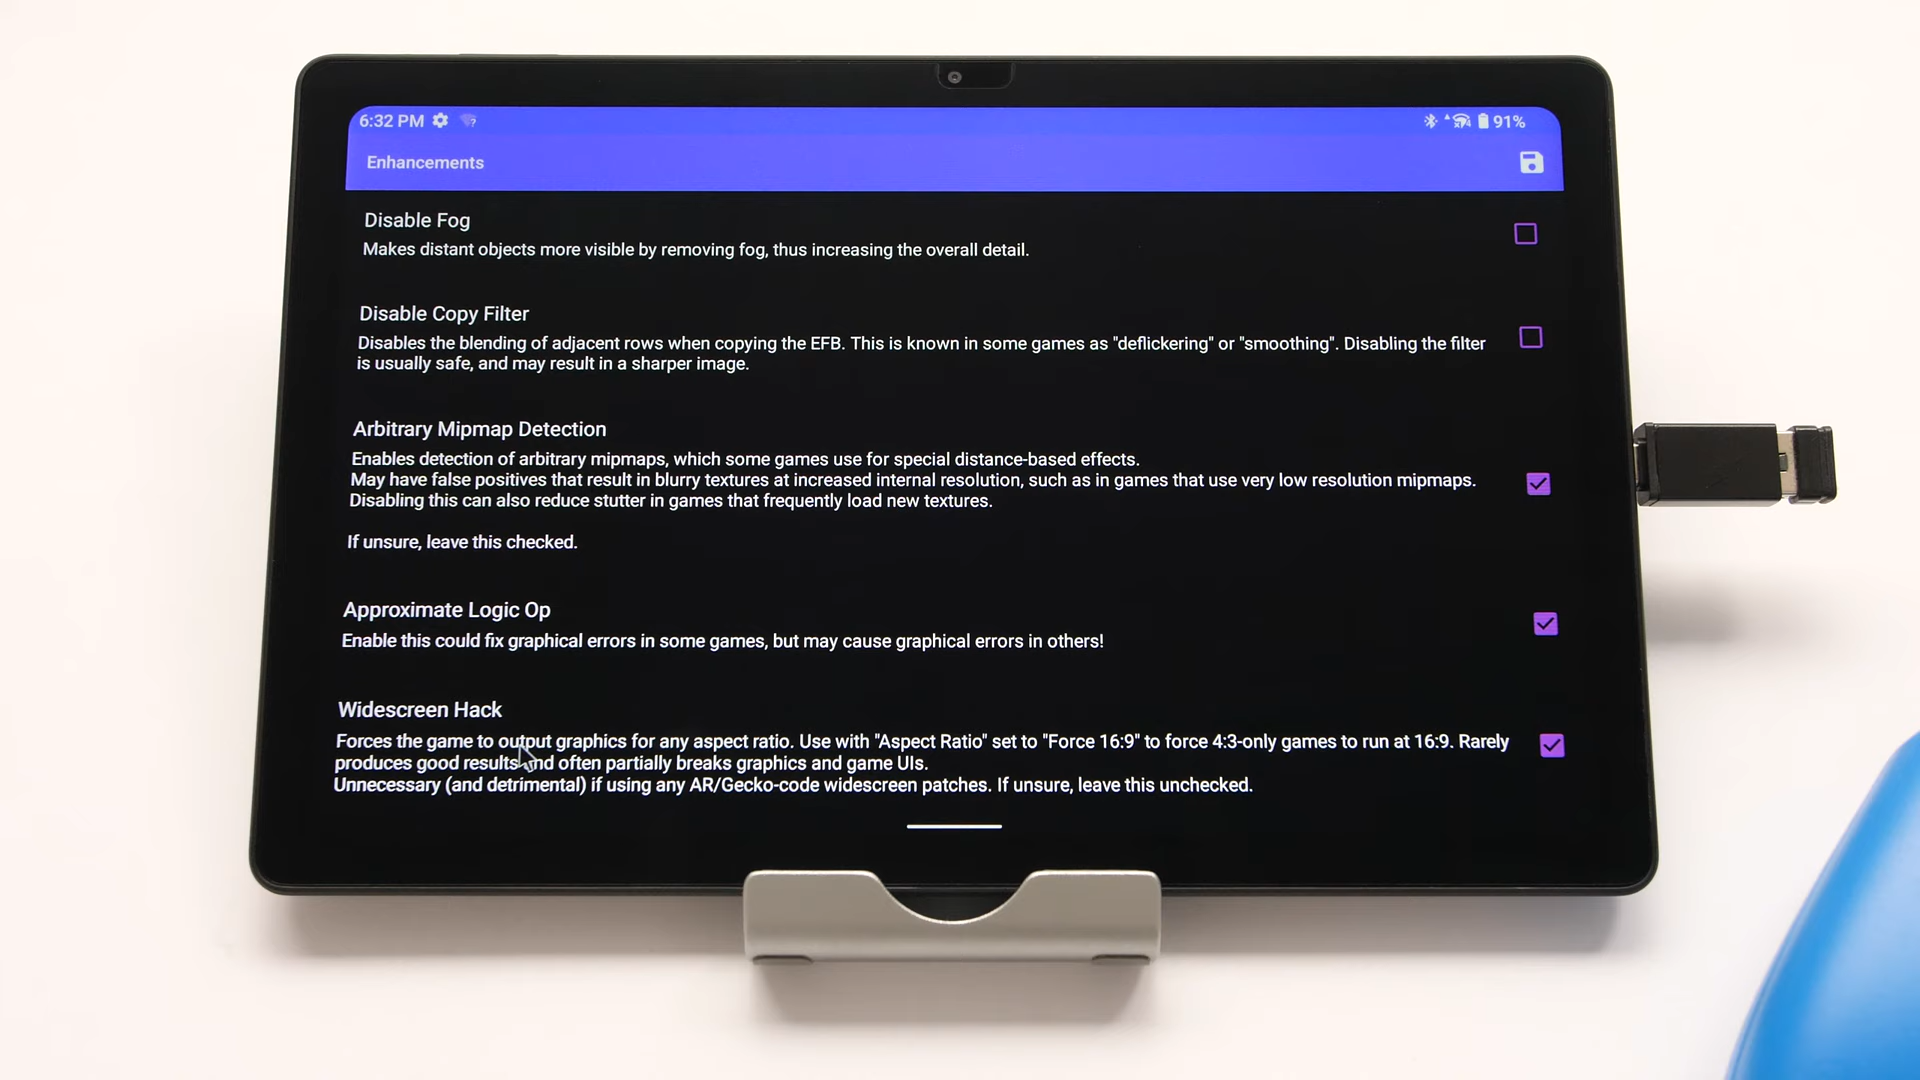 6:32 PM
91%
Enhancements
Disable Fog
Makes distant objects more visible by removing fog, thus increasing the overall detail.
Disable Copy Filter
Disables the blending of adjacent rows when copying the EFB. This is known in some games as "deflickering" or "smoothing". Disabling the filter
is usually safe, and may result in a sharper image.
Arbitrary Mipmap Detection
Enables detection of arbitrary mipmaps, which some games use for special distance-based effects.
May have false positives that result in blurry textures at increased internal resolution, such as in games that use very low resolution mipmaps.
Disabling this can also reduce stutter in games that frequently load new textures.
If unsure, leave this checked.
Approximate Logic Op
Enable this could fix graphical errors in some games, but may cause graphical errors in others!
Widescreen Hack
Forces the game to output graphics for any aspect ratio. Use with "Aspect Ratio" set to "Force 16:9" to force 4:3-only games to run at 16:9. Rarely
produces good results and often partially breaks graphics and game UIs.
Unnecessary (and detrimental) if using any AR/Gecko-code widescreen patches. If unsure, leave this unchecked.